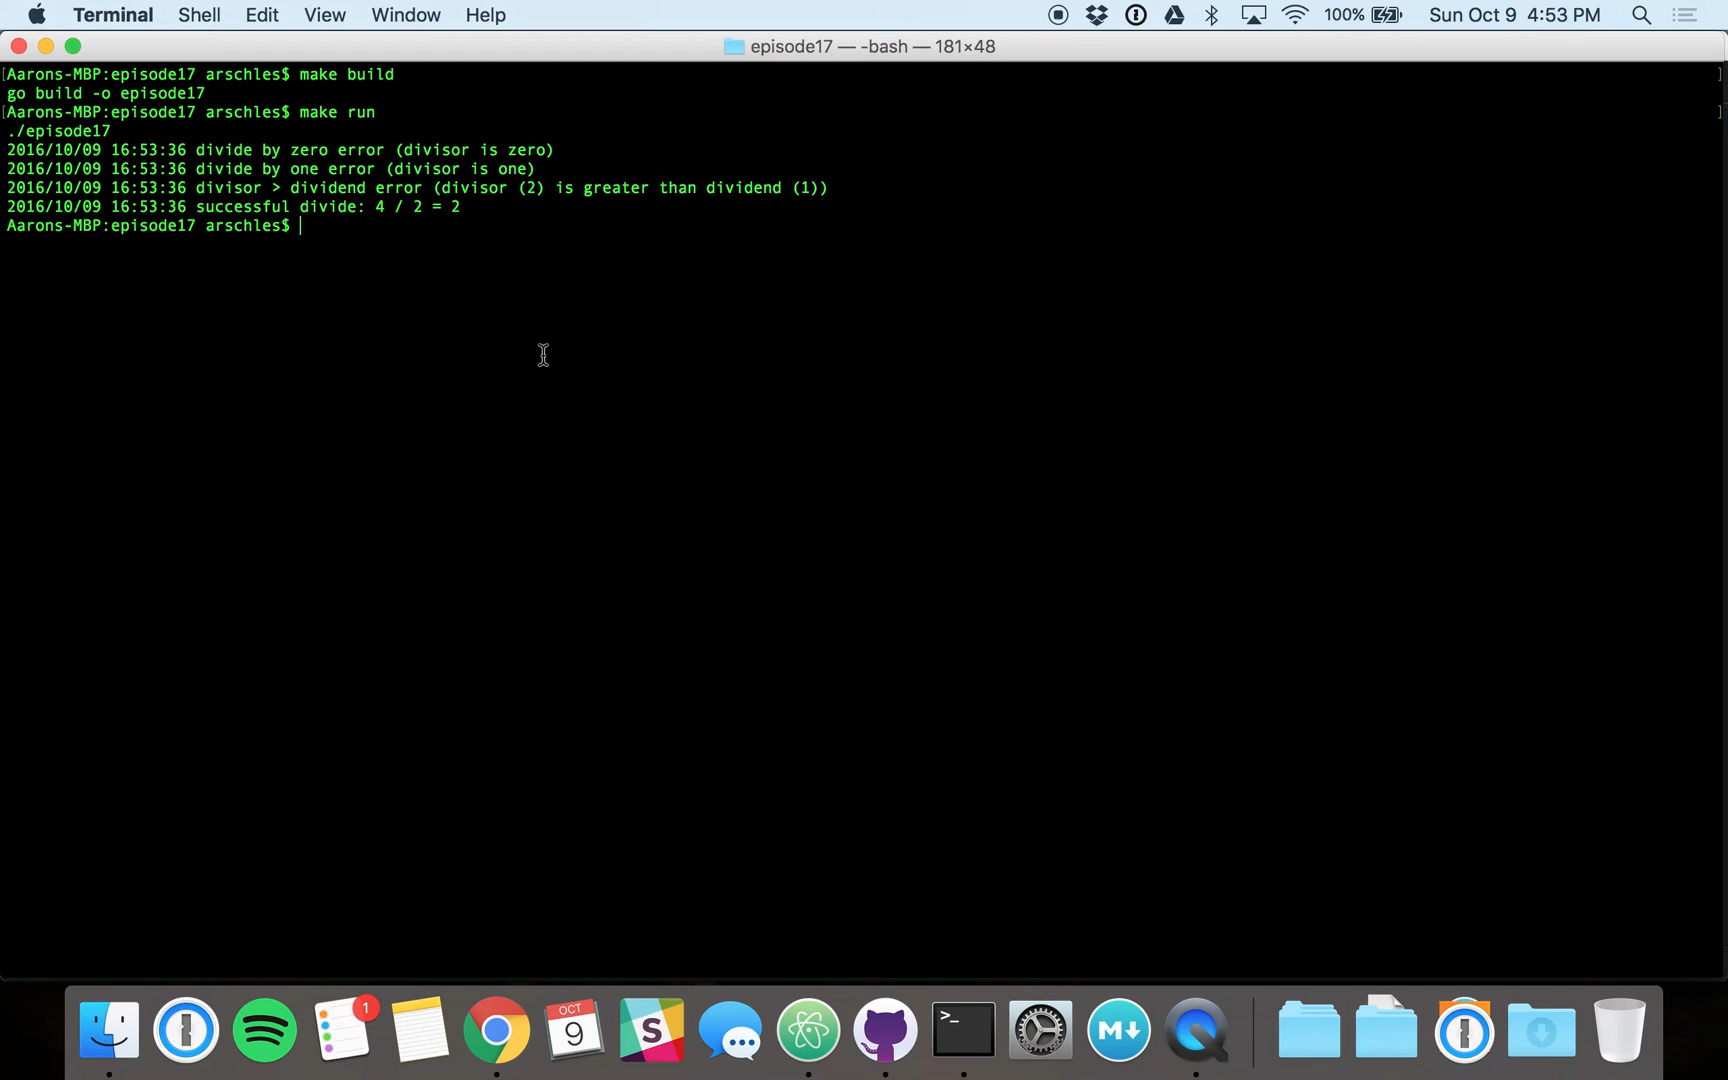 Terminal Shell Edit View Window Help 100% Sun Oct 9 4:53 PM
episode17 — -bash — 181×48
[Aarons-MBP:episode17 arschles$ make build ]
go build -o episode17
[Aarons-MBP:episode17 arschles$ make run ]
./episode17
2016/10/09 16:53:36 divide by zero error (divisor is zero)
2016/10/09 16:53:36 divide by one error (divisor is one)
2016/10/09 16:53:36 divisor > dividend error (divisor (2) is greater than dividend (1))
2016/10/09 16:53:36 successful divide: 4 / 2 = 2
Aarons-MBP:episode17 arschles$
1
OCT
9
S
>_
M